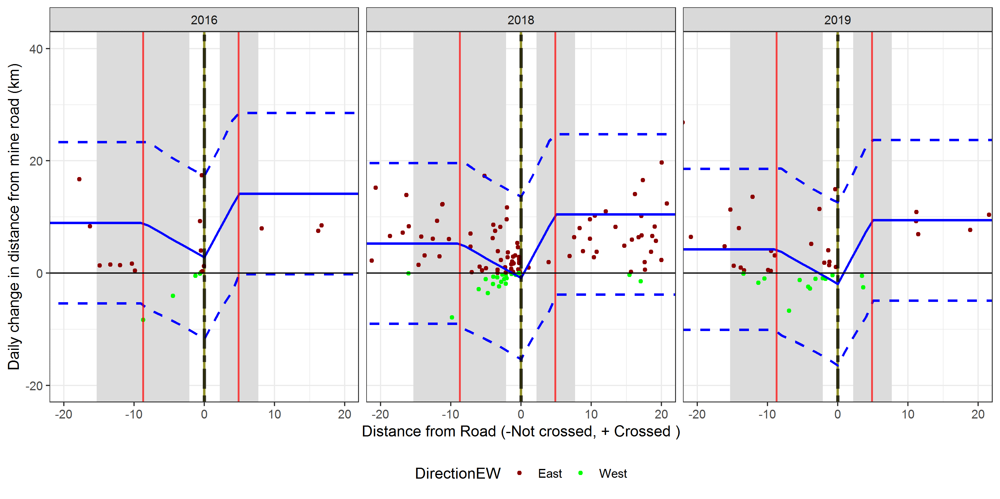 2016 2018 2019
Daily change in distance from mine road (km)
40
20
0
-20
-20 -10 0 10 20 -20 -10 0 10 20 -20 -10 0 10 20
Distance from Road (-Not crossed, + Crossed )
DirectionEW East West